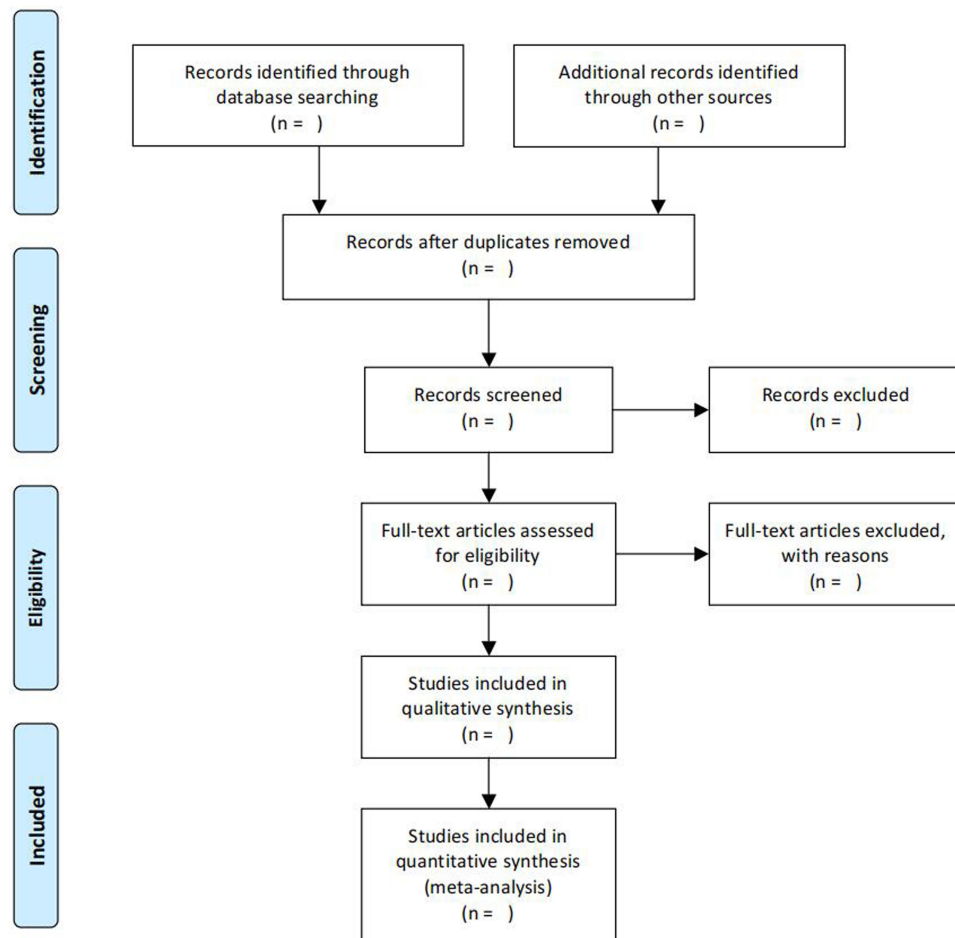 Identification
Records identified through
database searching
(n =   )
Additional records identified
through other sources
(n =   )
Records after duplicates removed
(n =   )
Screening
Records screened
(n =   )
Records excluded
(n =   )
Eligibility
Full-text articles assessed
for eligibility
(n =   )
Full-text articles excluded,
with reasons
(n =   )
Studies included in
qualitative synthesis
(n =   )
Included
Studies included in
quantitative synthesis
(meta-analysis)
(n =   )